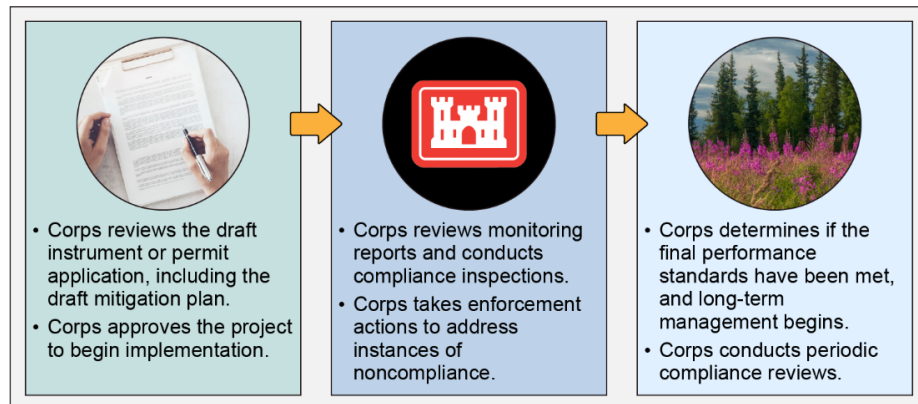 • Corps reviews the draft
instrument or permit
application, including the
draft mitigation plan.
• Corps approves the project
to begin implementation.
• Corps reviews monitoring
reports and conducts
compliance inspections.
• Corps takes enforcement
actions to address
instances of
noncompliance.
• Corps determines if the
final performance
standards have been met,
and long-term
management begins.
• Corps conducts periodic
compliance reviews.